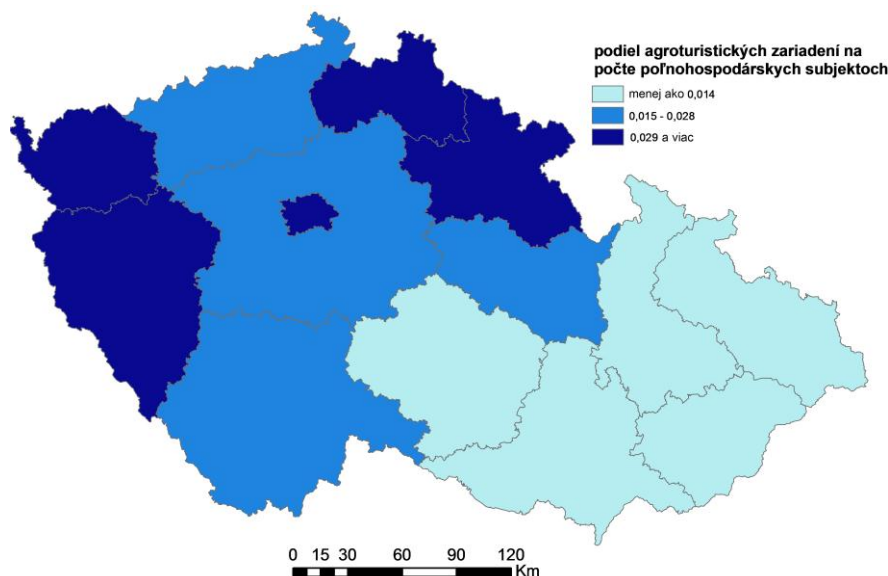 podiel agroturistických zariadení na
počte poľnohospodárskych subjektoch
menej ako 0,014
0,015 - 0,028
0,029 a viac
0 15 30 60 90 120
Km